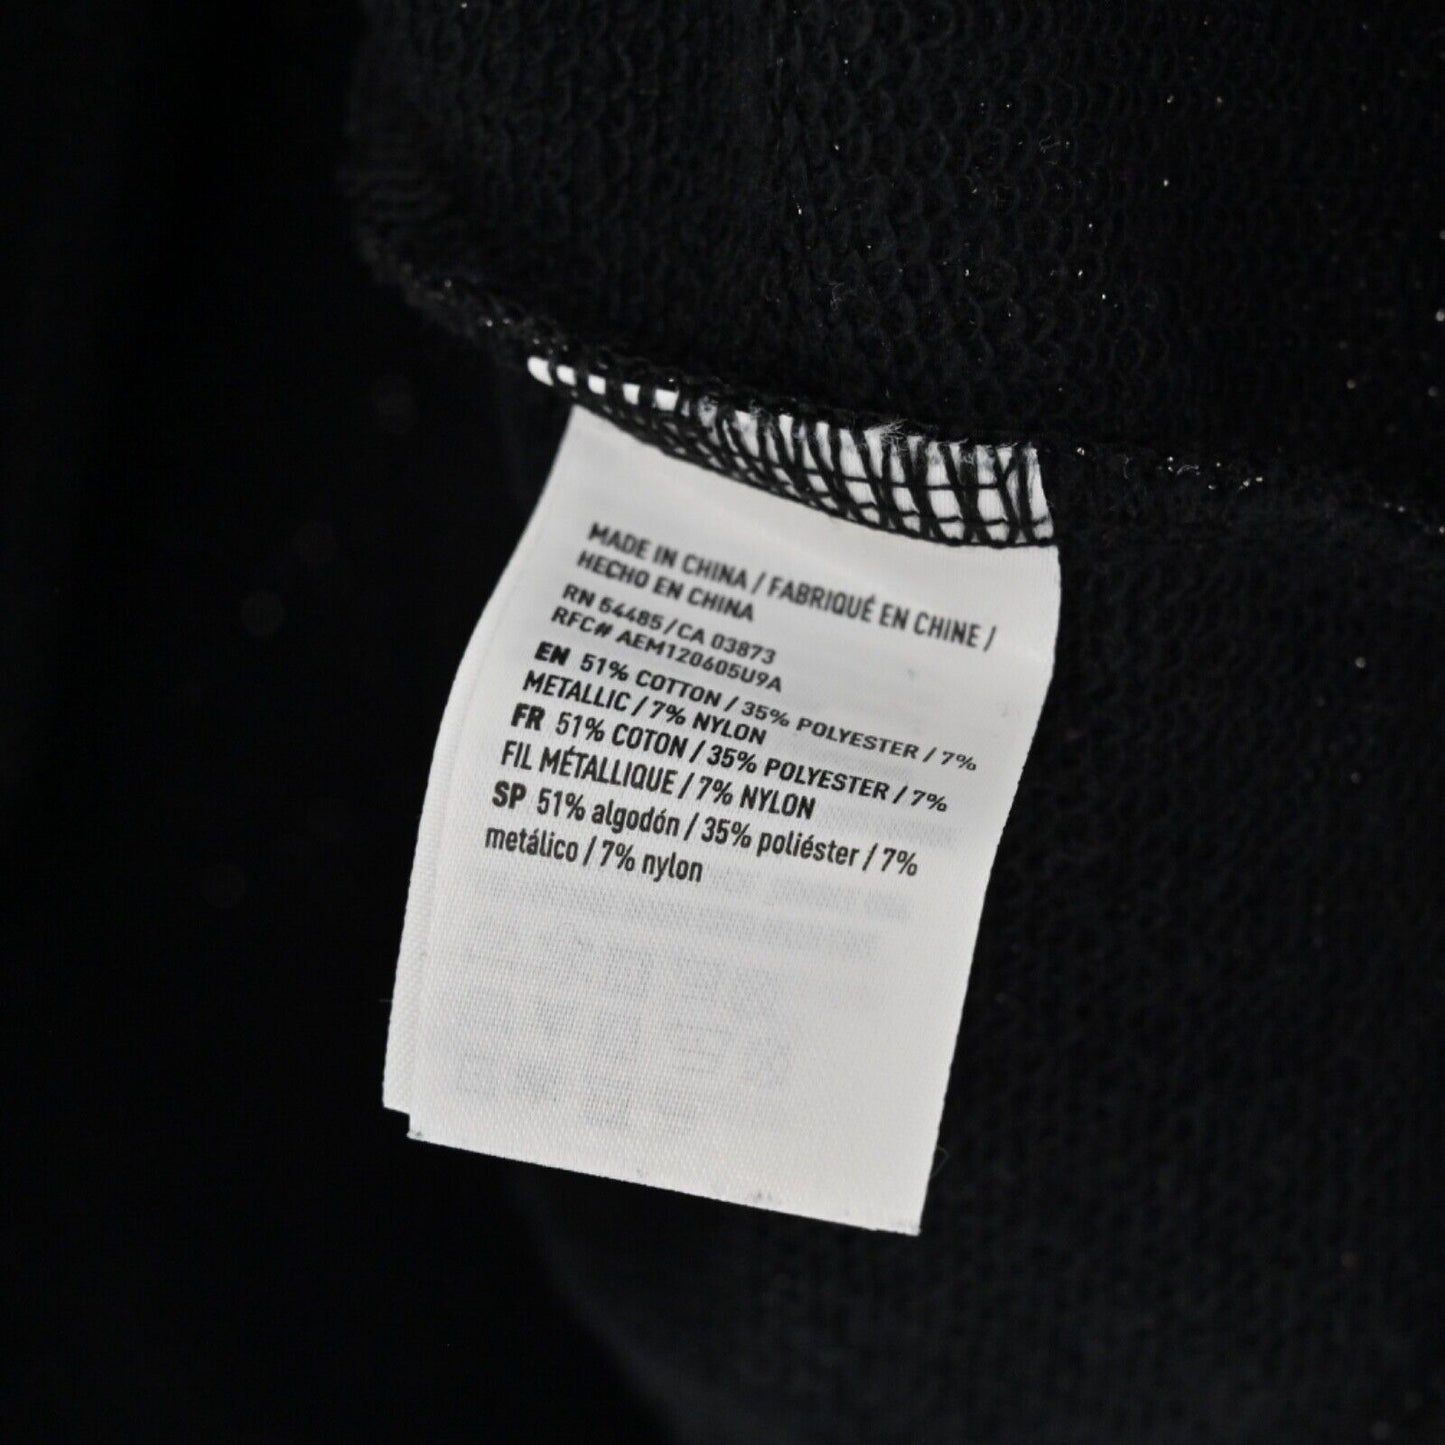 MADE IN CHINA / FABRIQUÉ EN CHINE /
HECHO EN CHINA
RN 54485/CA 03873
RFC# AEM120605U9A
EN 51% COTTON / 35% POLYESTER / 7%
METALLIC / 7% NYLON
FR 51% COTON / 35% POLYESTER / 7%
FIL MÉTALLIQUE / 7% NYLON
SP 51% algodón / 35% poliéster / 7%
metálico / 7% nylon